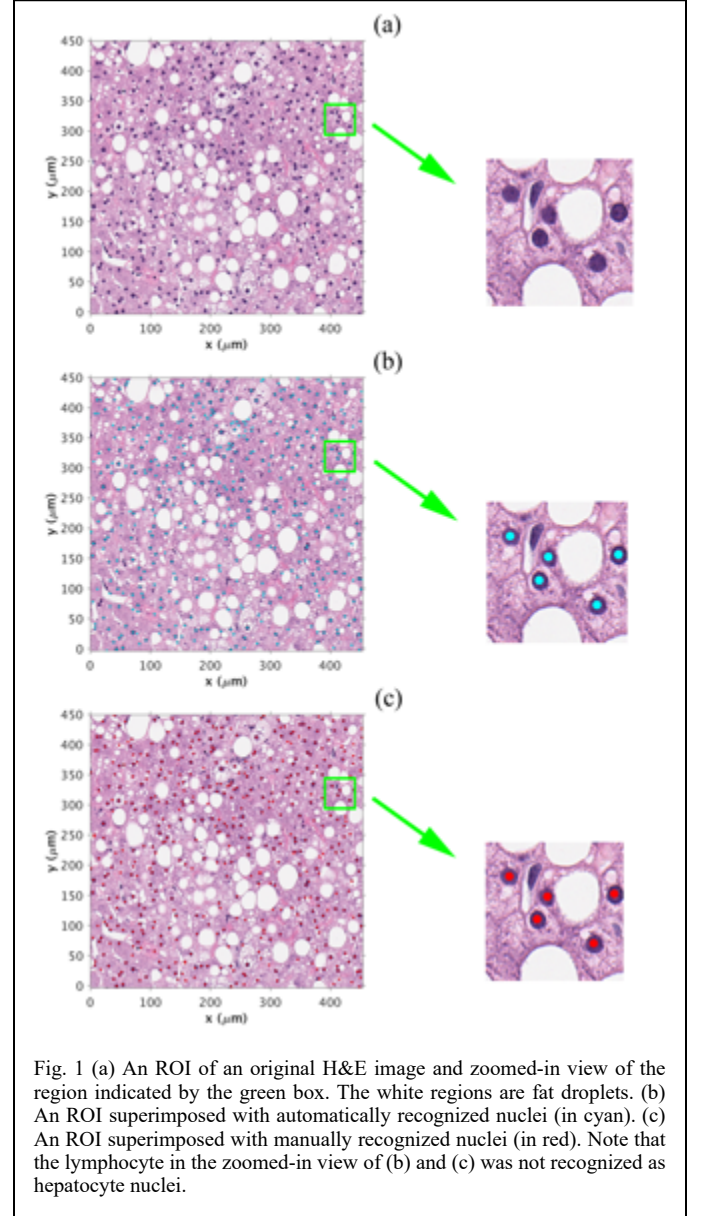 (a)
450
400
350
300
250
200
150
100
50
0
y (μm)
0 100 200 300 400
x (μm)
(b)
450
400
350
300
250
200
150
100
50
0
y (μm)
0 100 200 300 400
x (μm)
(c)
450
400
350
300
250
200
150
100
50
0
y (μm)
0 100 200 300 400
x (μm)
Fig. 1 (a) An ROI of an original H&E image and zoomed-in view of the
region indicated by the green box. The white regions are fat droplets. (b)
An ROI superimposed with automatically recognized nuclei (in cyan). (c)
An ROI superimposed with manually recognized nuclei (in red). Note that
the lymphocyte in the zoomed-in view of (b) and (c) was not recognized as
hepatocyte nuclei.